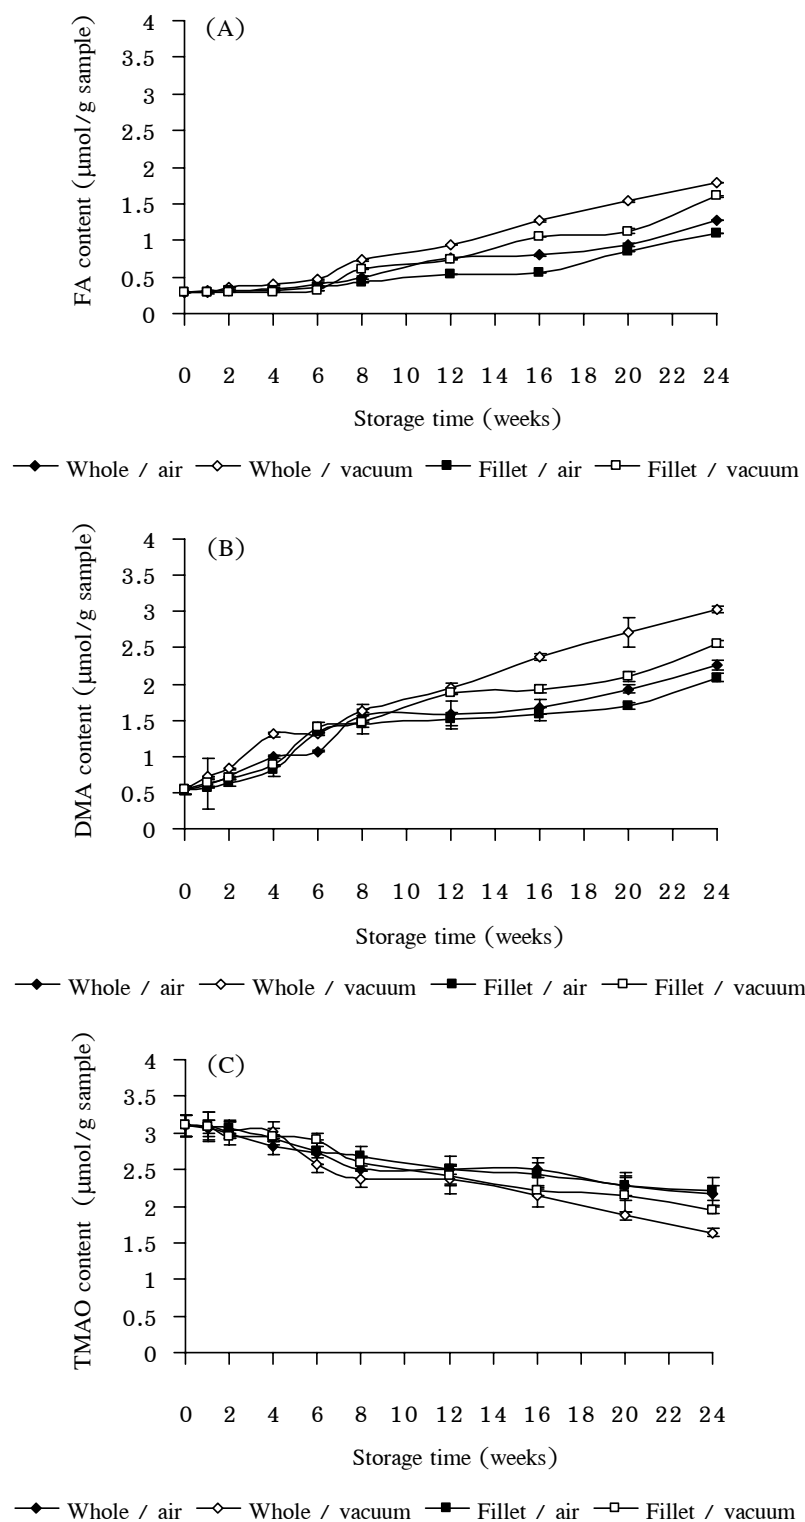 (A)
FA content (µmol/g sample)
4
3.5
3
2.5
2
1.5
1
0.5
0
0 2 4 6 8 10 12 14 16 18 20 22 24
Storage time (weeks)
Whole / air Whole / vacuum Fillet / air Fillet / vacuum
(B)
DMA content (µmol/g sample)
4
3.5
3
2.5
2
1.5
1
0.5
0
0 2 4 6 8 10 12 14 16 18 20 22 24
Storage time (weeks)
Whole / air Whole / vacuum Fillet / air Fillet / vacuum
(C)
TMAO content (µmol/g sample)
4
3.5
3
2.5
2
1.5
1
0.5
0
0 2 4 6 8 10 12 14 16 18 20 22 24
Storage time (weeks)
Whole / air Whole / vacuum Fillet / air Fillet / vacuum